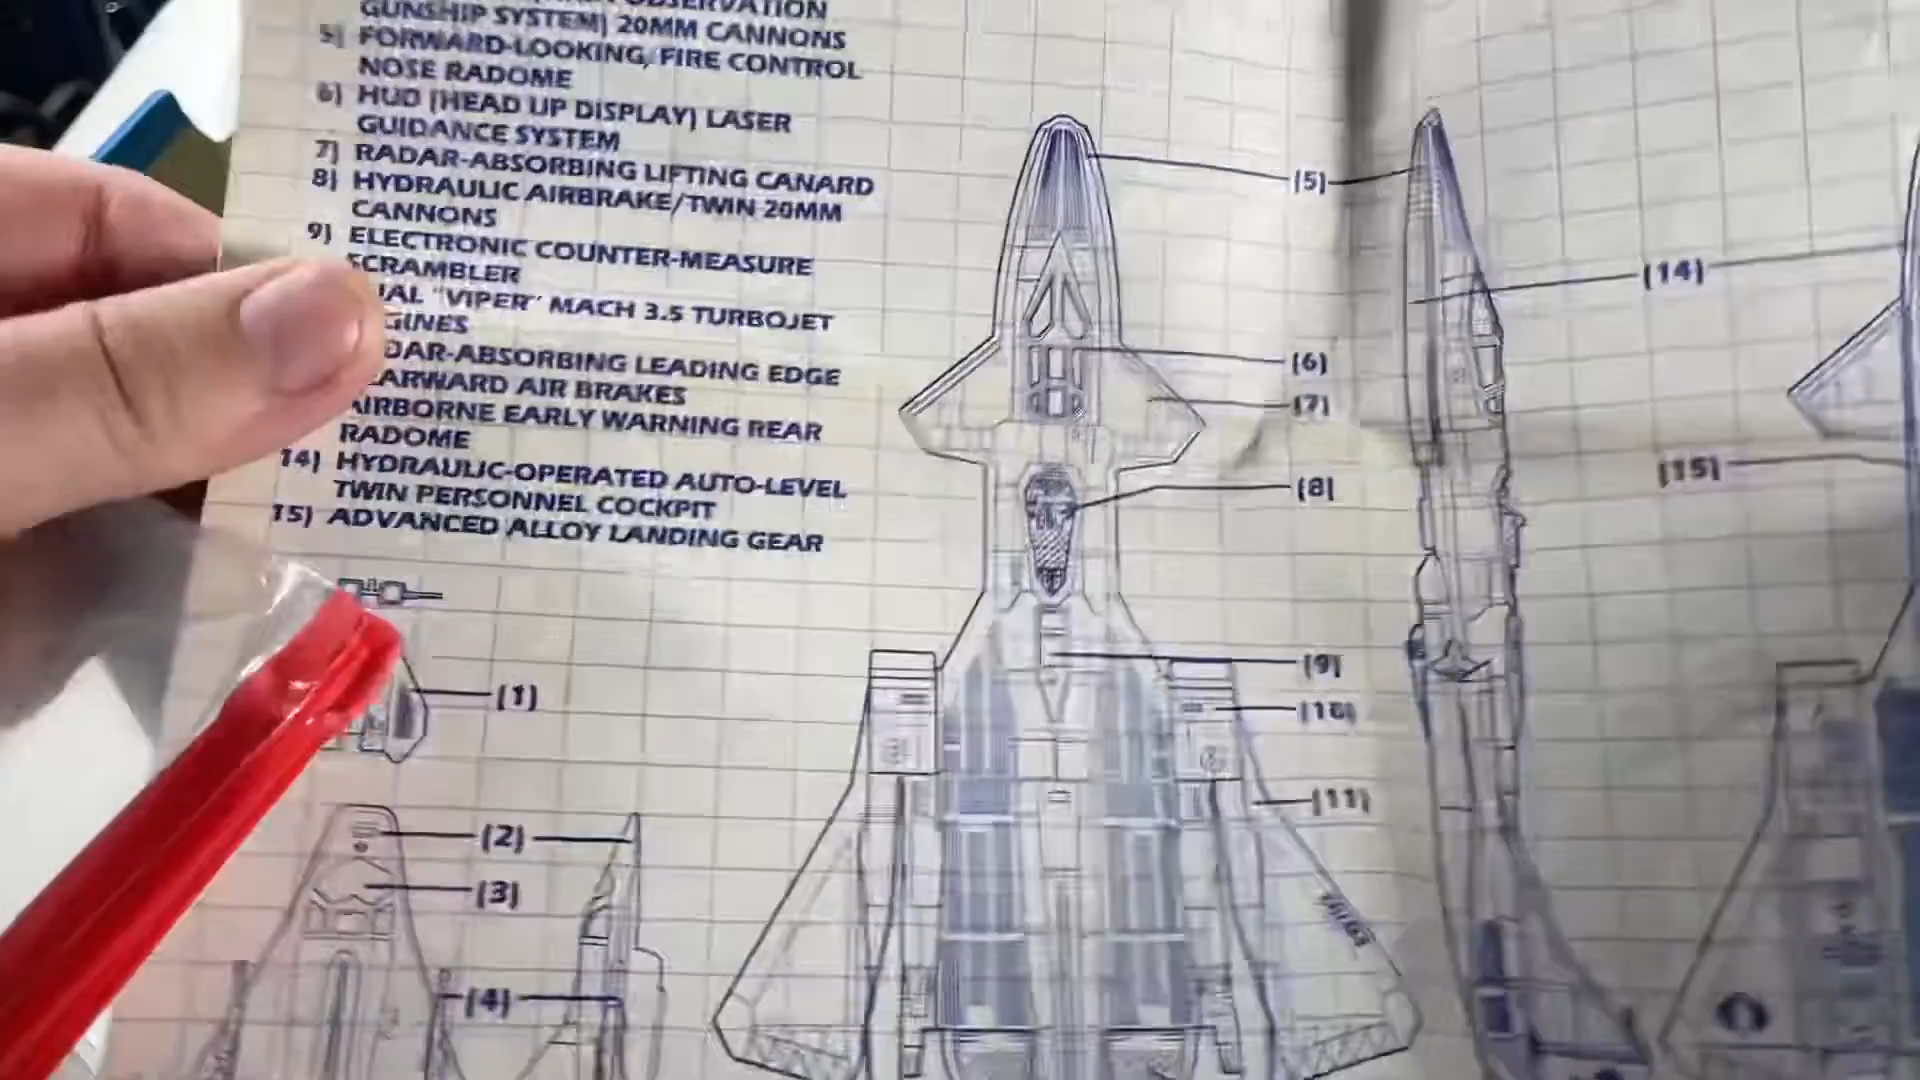 OBSERVATION
GUNSHIP SYSTEM) 20MM CANNONS
5) FORWARD-LOOKING, FIRE CONTROL
NOSE RADOME
6) HUD (HEAD UP DISPLAY) LASER
GUIDANCE SYSTEM
7) RADAR-ABSORBING LIFTING CANARD
8) HYDRAULIC AIRBRAKE/TWIN 20MM
CANNONS
9) ELECTRONIC COUNTER-MEASURE
SCRAMBLER
"VIPER" MACH 3.5 TURBOJET
DAR-ABSORBING LEADING EDGE
EARWARD AIR BRAKES
AIRBORNE EARLY WARNING REAR
RADOME
14) HYDRAULIC-OPERATED AUTO-LEVEL
TWIN PERSONNEL COCKPIT
15) ADVANCED ALLOY LANDING GEAR
(5)
(14)
(6)
(7)
(15)
(8)
(9)
(1)
(10)
(11)
(2)
(3)
(4)